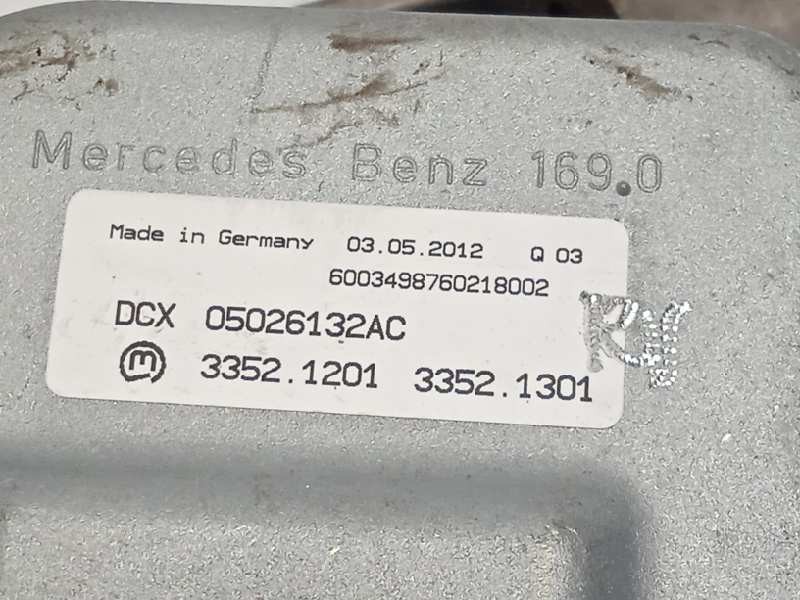 Mercedes Benz 169.0
Made in Germany 03.05.2012 Q 03
6003498760218002
DCX 05026132AC
m 3352.1201 3352.1301